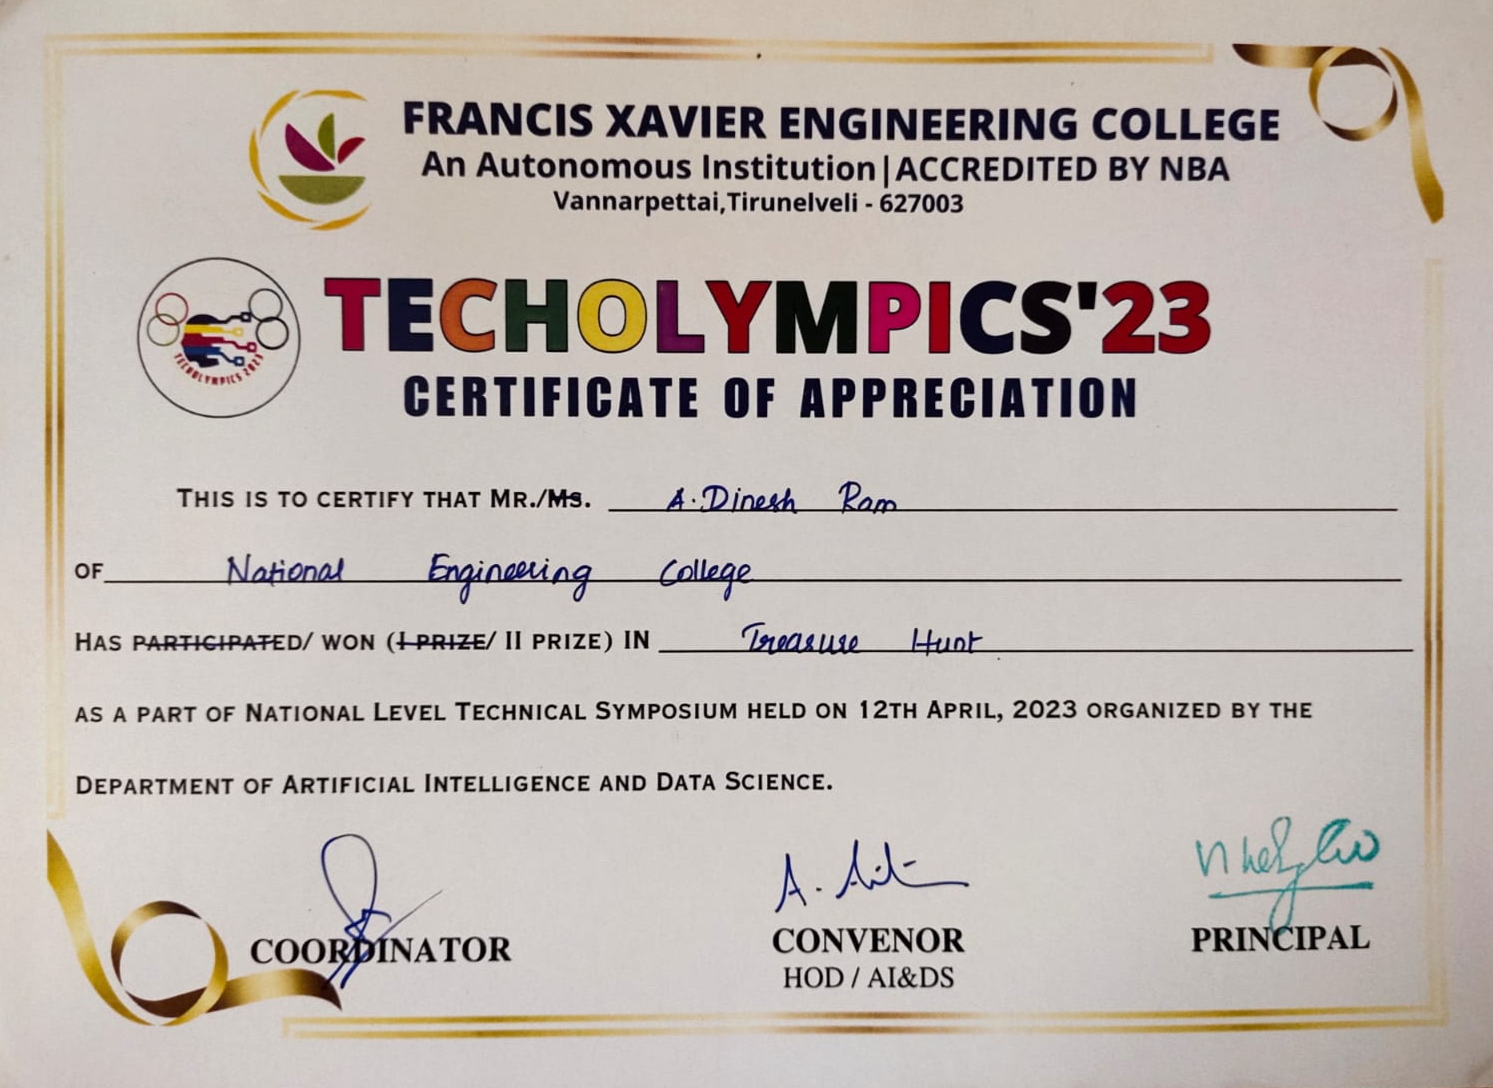 FRANCIS XAVIER ENGINEERING COLLEGE
An Autonomous Institution|ACCREDITED BY NBA
Vannarpettai,Tirunelveli - 627003
TECHOLYMPICS 2023
TECHOLYMPICS'23
CERTIFICATE OF APPRECIATION
THIS IS TO CERTIFY THAT MR./MS. A.Dinesh Ram
OF National Engineering College
HAS PARTICIPATED/ WON (I PRIZE/ II PRIZE) IN Treasure Hunt
AS A PART OF NATIONAL LEVEL TECHNICAL SYMPOSIUM HELD ON 12TH APRIL, 2023 ORGANIZED BY THE
DEPARTMENT OF ARTIFICIAL INTELLIGENCE AND DATA SCIENCE.
COORDINATOR
CONVENOR
HOD / AI&DS
PRINCIPAL